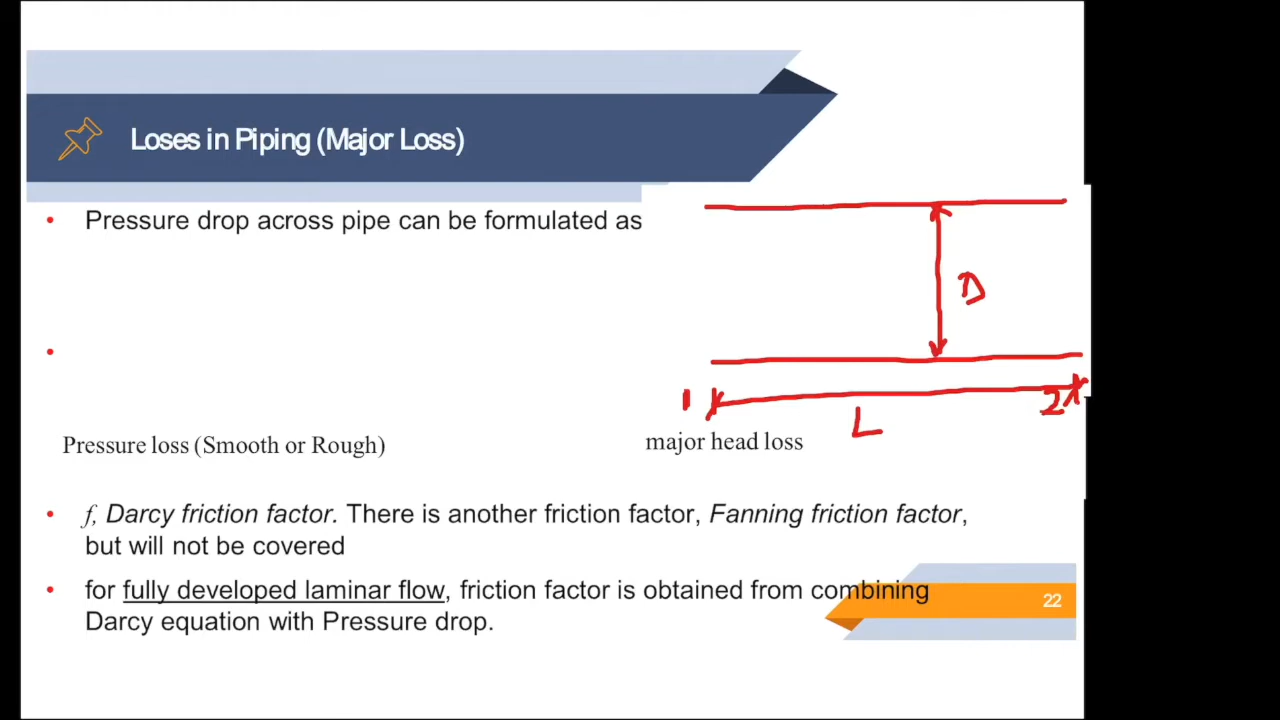 Loses in Piping (Major Loss)
Pressure drop across pipe can be formulated as
D
1
2
L
Pressure loss (Smooth or Rough)
major head loss
f, Darcy friction factor. There is another friction factor, Fanning friction factor,
but will not be covered
for fully developed laminar flow, friction factor is obtained from combining
Darcy equation with Pressure drop.
22